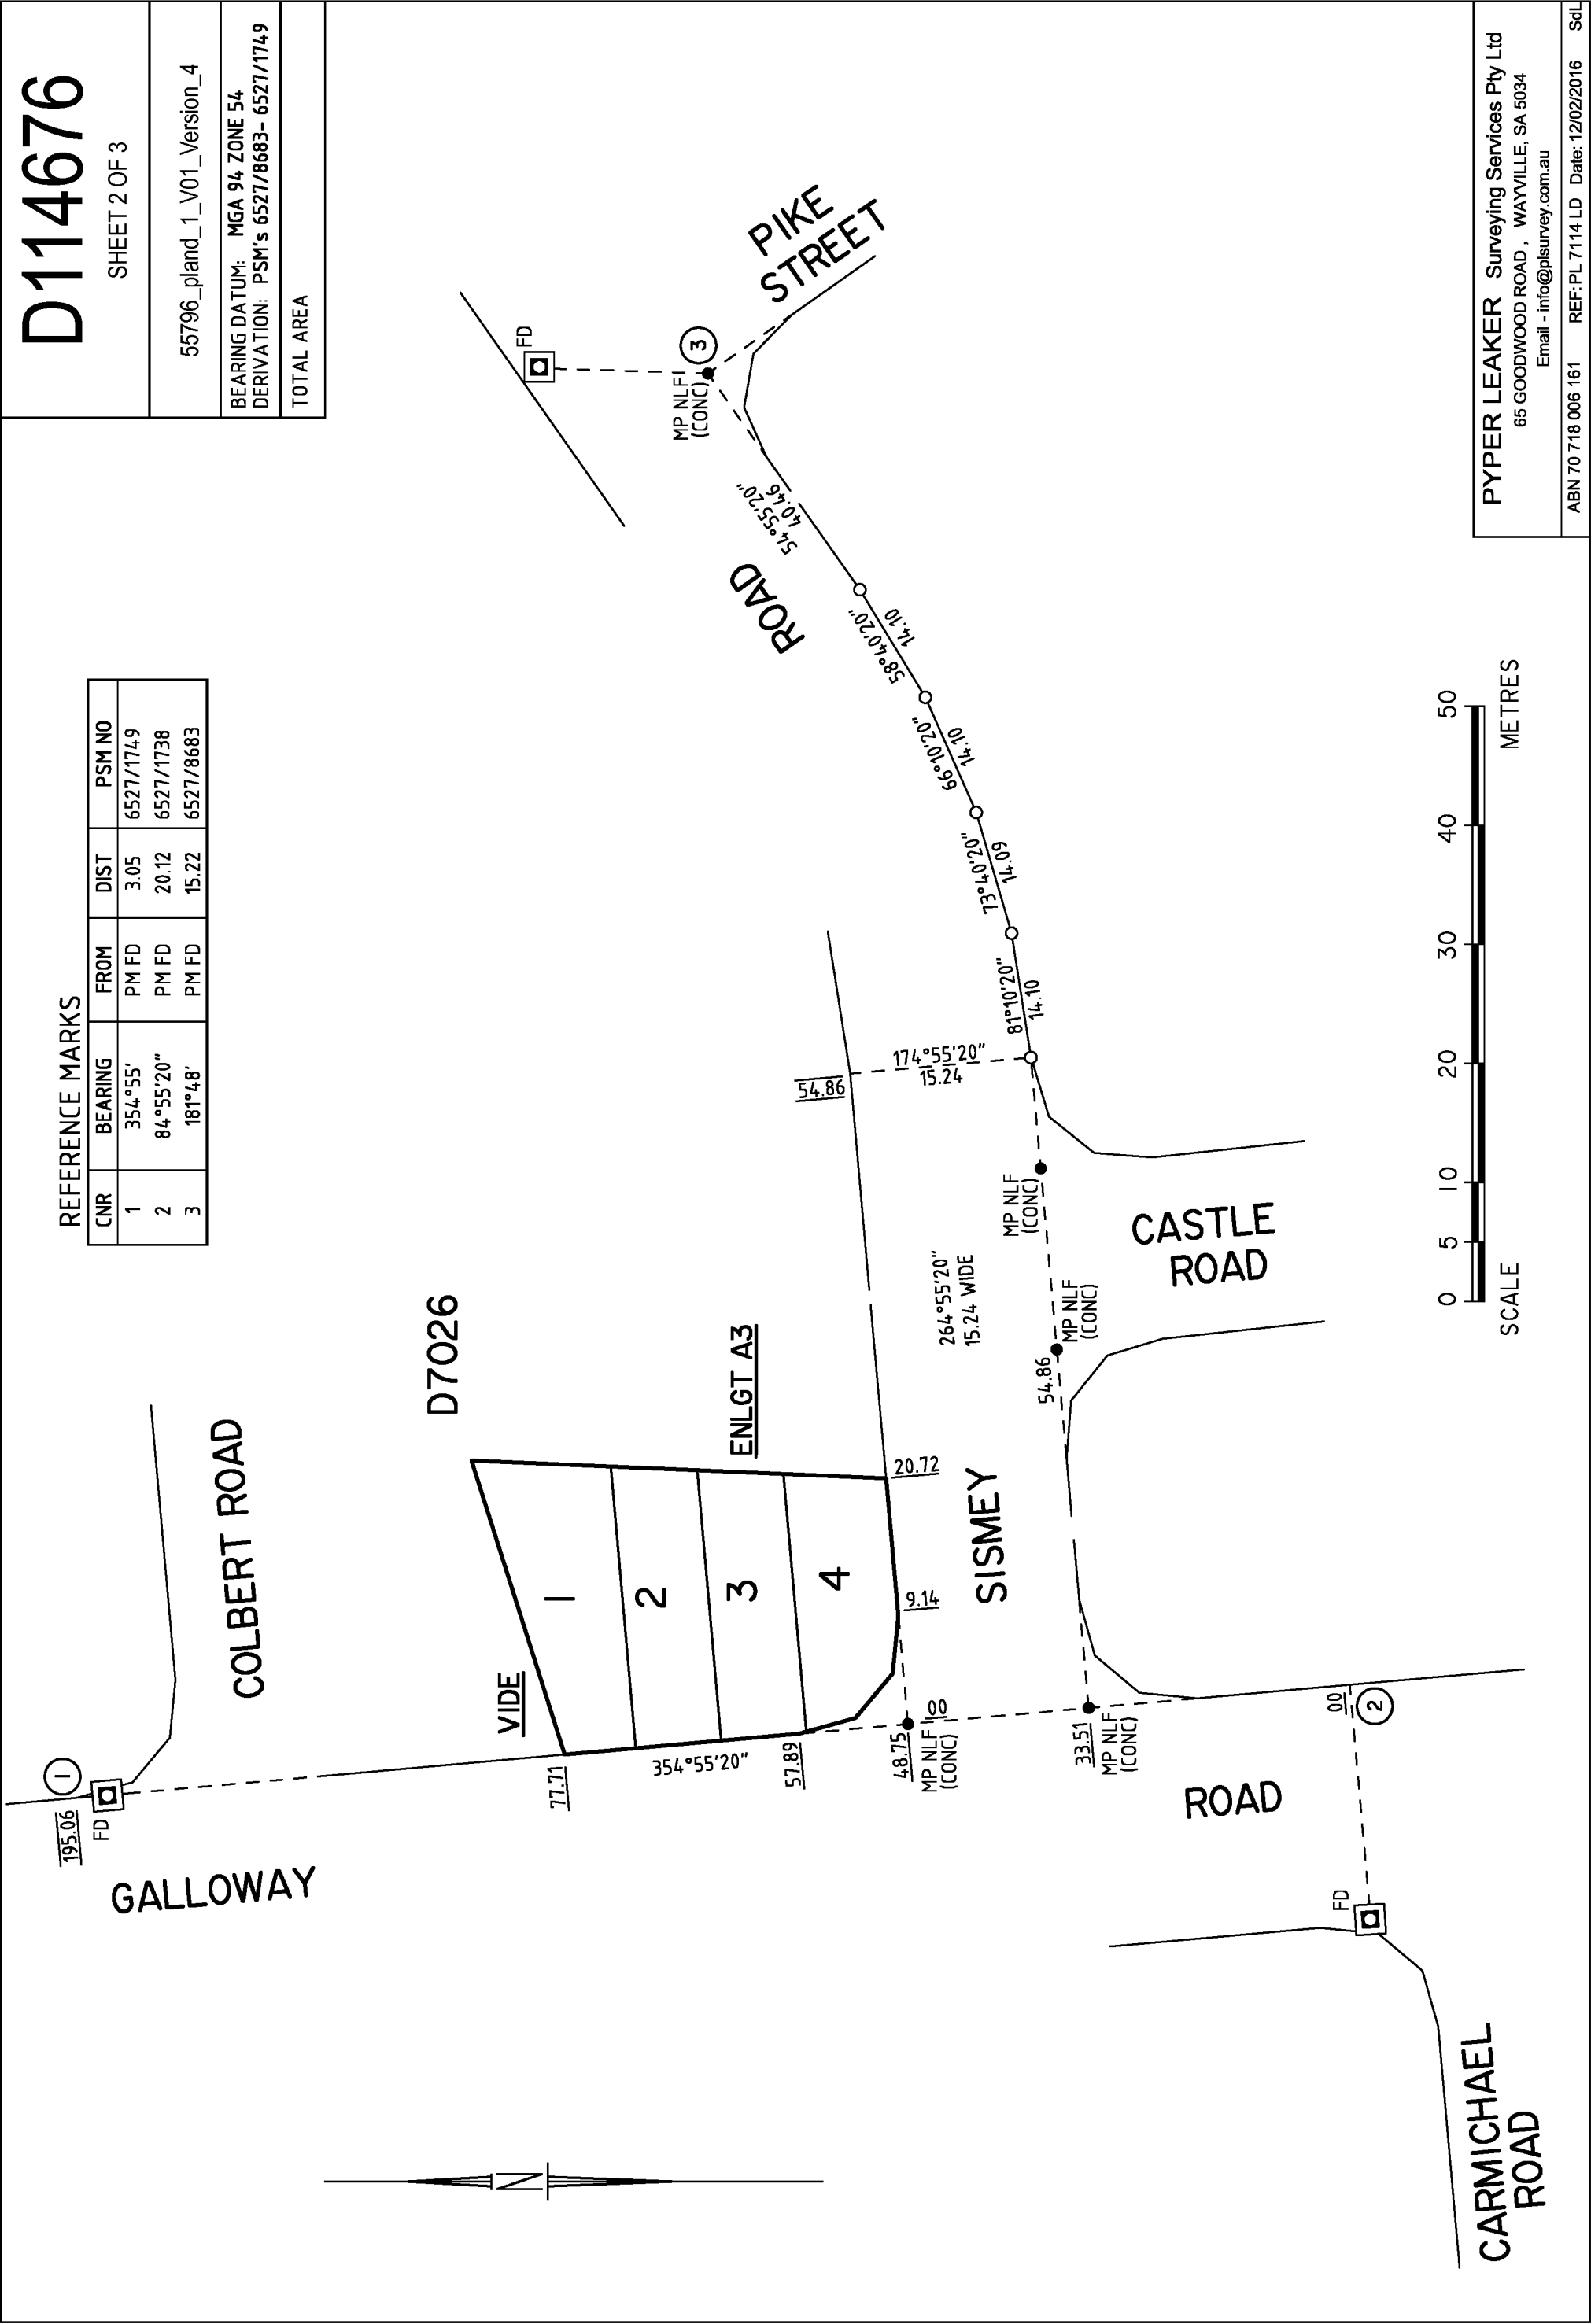 D114676
SHEET 2 OF 3
55796_pland_1_V01_Version_4
BEARING DATUM: MGA 94 ZONE 54
DERIVATION: PSM's 6527/8683- 6527/1749
TOTAL AREA
REFERENCE MARKS
CNR BEARING FROM DIST PSM NO
1 354°55' PM FD 3.05 6527/1749
2 84°55'20" PM FD 20.12 6527/1738
3 181°48' PM FD 15.22 6527/8683
1
195.06
FD
GALLOWAY
COLBERT ROAD
D7026
VIDE
ENLGT A3
1
2
3
4
77.71
354°55'20"
57.89
48.75
MP NLF
(CONC)
00
9.14
20.72
SISMEY
33.51
MP NLF
(CONC)
ROAD
00
2
FD
CARMICHAEL
ROAD
N
264°55'20"
15.24 WIDE
54.86
MP NLF
(CONC)
MP NLF
(CONC)
CASTLE
ROAD
54.86
174°55'20"
15.24
81°10'20"
14.10
73°40'20"
14.09
66°10'20"
14.10
58°40'20"
14.10
ROAD
54°55'20"
40.46
MP NLF
(CONC)
3
FD
PIKE
STREET
0 5 10 20 30 40 50
SCALE METRES
PYPER LEAKER Surveying Services Pty Ltd
65 GOODWOOD ROAD , WAYVILLE, SA 5034
Email - info@plsurvey.com.au
ABN 70 718 006 161 REF: PL 7114 LD Date: 12/02/2016 SdL